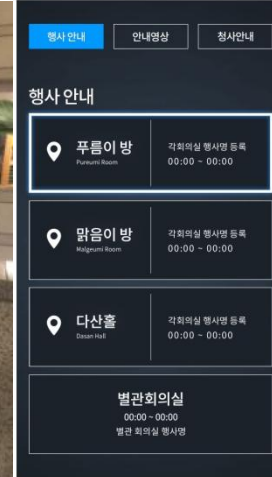 행사 안내
안내영상
청사안내
행사 안내
푸름이 방
Pureumi Room
각회의실 행사명 등록
00:00 ~ 00:00
맑음이 방
Malgeumi Room
각회의실 행사명 등록
00:00 ~ 00:00
다산홀
Dasan Hall
각회의실 행사명 등록
00:00 ~ 00:00
별관회의실
00:00 ~ 00:00
별관 회의실 행사명